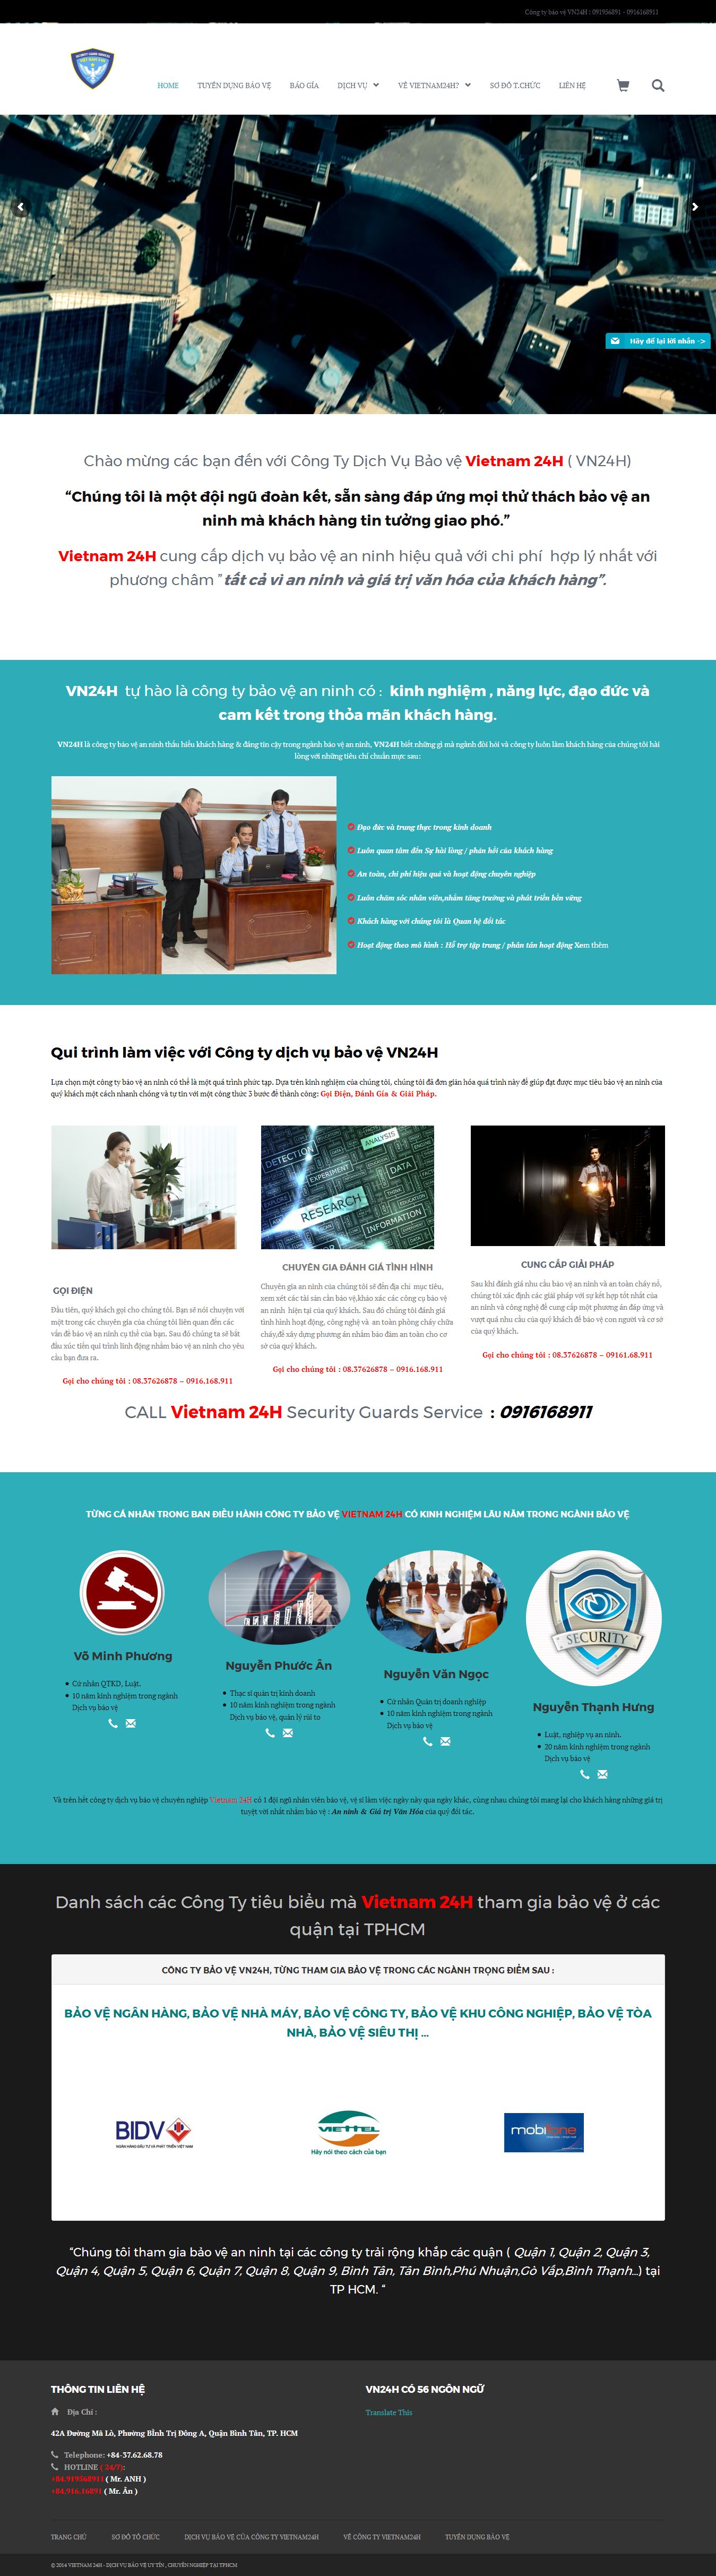 Công ty bảo vệ VN24H : 091956891 - 0916168911
HOME
TUYỂN DỤNG BẢO VỆ
BÁO GÍA
DỊCH VỤ
VỀ VIETNAM24H?
SƠ ĐỒ T.CHỨC
LIÊN HỆ
Hãy để lại lời nhắn ->
Chào mừng các bạn đến với Công Ty Dịch Vụ Bảo vệ Vietnam 24H ( VN24H)
“Chúng tôi là một đội ngũ đoàn kết, sẵn sàng đáp ứng mọi thử thách bảo vệ an
ninh mà khách hàng tin tưởng giao phó.”
Vietnam 24H cung cấp dịch vụ bảo vệ an ninh hiệu quả với chi phí hợp lý nhất với
phương châm ” tất cả vì an ninh và giá trị văn hóa của khách hàng”.
VN24H tự hào là công ty bảo vệ an ninh có : kinh nghiệm , năng lực, đạo đức và
cam kết trong thỏa mãn khách hàng.
VN24H là công ty bảo vệ an ninh thấu hiểu khách hàng & đáng tin cậy trong ngành bảo vệ an ninh, VN24H biết những gì mà ngành đòi hỏi và công ty luôn làm khách hàng của chúng tôi hài
lòng với những tiêu chí chuẩn mực sau:
Đạo đức và trung thực trong kinh doanh
Luôn quan tâm đến Sự hài lòng / phản hồi của khách hàng
An toàn, chi phí hiệu quả và hoạt động chuyên nghiệp
Luôn chăm sóc nhân viên,nhằm tăng trưởng và phát triển bền vững
Khách hàng với chúng tôi là Quan hệ đối tác
Hoạt động theo mô hình : Hỗ trợ tập trung / phân tán hoạt động Xem thêm
Qui trình làm việc với Công ty dịch vụ bảo vệ VN24H
Lựa chọn một công ty bảo vệ an ninh có thể là một quá trình phức tạp. Dựa trên kinh nghiệm của chúng tôi, chúng tôi đã đơn giản hóa quá trình này để giúp đạt được mục tiêu bảo vệ an ninh của
quý khách một cách nhanh chóng và tự tin với một công thức 3 bước để thành công: Gọi Điện, Đánh Gía & Giải Pháp.
DETECTION
ANALYSIS
EXPERIMENT
DATA
THINK
RESEARCH
INFORMATION
GỌI ĐIỆN
Đầu tiên, quý khách gọi cho chúng tôi. Bạn sẽ nói chuyện với
một trong các chuyên gia của chúng tôi liên quan đến các
vấn đề bảo vệ an ninh cụ thể của bạn. Sau đó chúng ta sẽ bắt
đầu xúc tiến qui trình lính động nhằm bảo vệ an ninh cho yêu
cầu bạn đưa ra.
Gọi cho chúng tôi : 08.37626878 – 0916.168.911
CHUYÊN GIA ĐÁNH GIÁ TÌNH HÌNH
Chuyên gia an ninh của chúng tôi sẽ đến địa chỉ mục tiêu,
xem xét các tài sản cần bảo vệ,khảo xác các công cụ bảo vệ
an ninh hiện tại của quý khách. Sau đó chúng tôi đánh giá
tình hình hoạt động, công nghệ và an toàn phòng cháy chữa
cháy,để xây dựng phương án nhằm bảo đảm an toàn cho cơ
sở của quý khách.
Gọi cho chúng tôi : 08.37626878 – 0916.168.911
CUNG CẤP GIẢI PHÁP
Sau khi đánh giá nhu cầu bảo vệ an ninh và an toàn cháy nổ,
chúng tôi xác định các giải pháp với sự kết hợp tốt nhất của
an ninh và công nghệ để cung cấp một phương án đáp ứng và
vượt quá nhu cầu của quý khách để bảo vệ con người và cơ sở
của quý khách.
Gọi cho chúng tôi : 08.37626878 – 09161.68.911
CALL Vietnam 24H Security Guards Service : 0916168911
TỪNG CÁ NHÂN TRONG BAN ĐIỀU HÀNH CÔNG TY BẢO VỆ VIETNAM 24H CÓ KINH NGHIỆM LÂU NĂM TRONG NGÀNH BẢO VỆ
Võ Minh Phương
Cử nhân QTKD, Luật.
10 năm kinh nghiệm trong ngành
Dịch vụ bảo vệ
Nguyễn Phước Ân
Thạc sĩ quản trị kinh doanh
10 năm kinh nghiệm trong ngành
Dịch vụ bảo vệ, quản lý rủi to
Nguyễn Văn Ngọc
Cử nhân Quản trị doanh nghiệp
10 năm kinh nghiệm trong ngành
Dịch vụ bảo vệ
SECURITY
Nguyễn Thạnh Hưng
Luật, nghiệp vụ an ninh.
20 năm kinh nghiệm trong ngành
Dịch vụ bảo vệ
Và trên hết công ty dịch vụ bảo vệ chuyên nghiệp Vietnam 24H có 1 đội ngũ nhân viên bảo vệ, vệ sĩ làm việc ngày này qua ngày khác, cùng nhau chúng tôi mang lại cho khách hàng những giá trị
tuyệt vời nhất nhằm bảo vệ : An ninh & Giá trị Văn Hóa của quý đối tác.
Danh sách các Công Ty tiêu biểu mà Vietnam 24H tham gia bảo vệ ở các
quận tại TPHCM
CÔNG TY BẢO VỆ VN24H, TỪNG THAM GIA BẢO VỆ TRONG CÁC NGÀNH TRỌNG ĐIỂM SAU :
BẢO VỆ NGÂN HÀNG, BẢO VỆ NHÀ MÁY, BẢO VỆ CÔNG TY, BẢO VỆ KHU CÔNG NGHIỆP, BẢO VỆ TÒA
NHÀ, BẢO VỆ SIÊU THỊ ...
BIDV
NGÂN HÀNG ĐẦU TƯ VÀ PHÁT TRIỂN VIỆT NAM
VIETTEL
Hãy nói theo cách của bạn
mobifone
“Chúng tôi tham gia bảo vệ an ninh tại các công ty trải rộng khắp các quận ( Quận 1, Quận 2, Quận 3,
Quận 4, Quận 5, Quận 6, Quận 7, Quận 8, Quận 9, Bình Tân, Tân Bình,Phú Nhuận,Gò Vấp,Bình Thạnh...) tại
TP HCM. “
THÔNG TIN LIÊN HỆ
Địa Chỉ :
42A Đường Mã Lò, Phường BÌnh Trị Đông A, Quận Bình Tân, TP. HCM
Telephone: +84-37.62.68.78
HOTLINE ( 24/7):
+84.919568911 ( Mr. ANH )
+84.916.16891 ( Mr. Ân )
VN24H CÓ 56 NGÔN NGỮ
Translate This
TRANG CHỦ
SƠ ĐỒ TỔ CHỨC
DỊCH VỤ BẢO VỆ CỦA CÔNG TY VIETNAM24H
VỀ CÔNG TY VIETNAM24H
TUYỂN DỤNG BẢO VỆ
© 2014 VIETNAM 24H - DỊCH VỤ BẢO VỆ UY TÍN , CHUYÊN NGHIỆP TẠI TPHCM